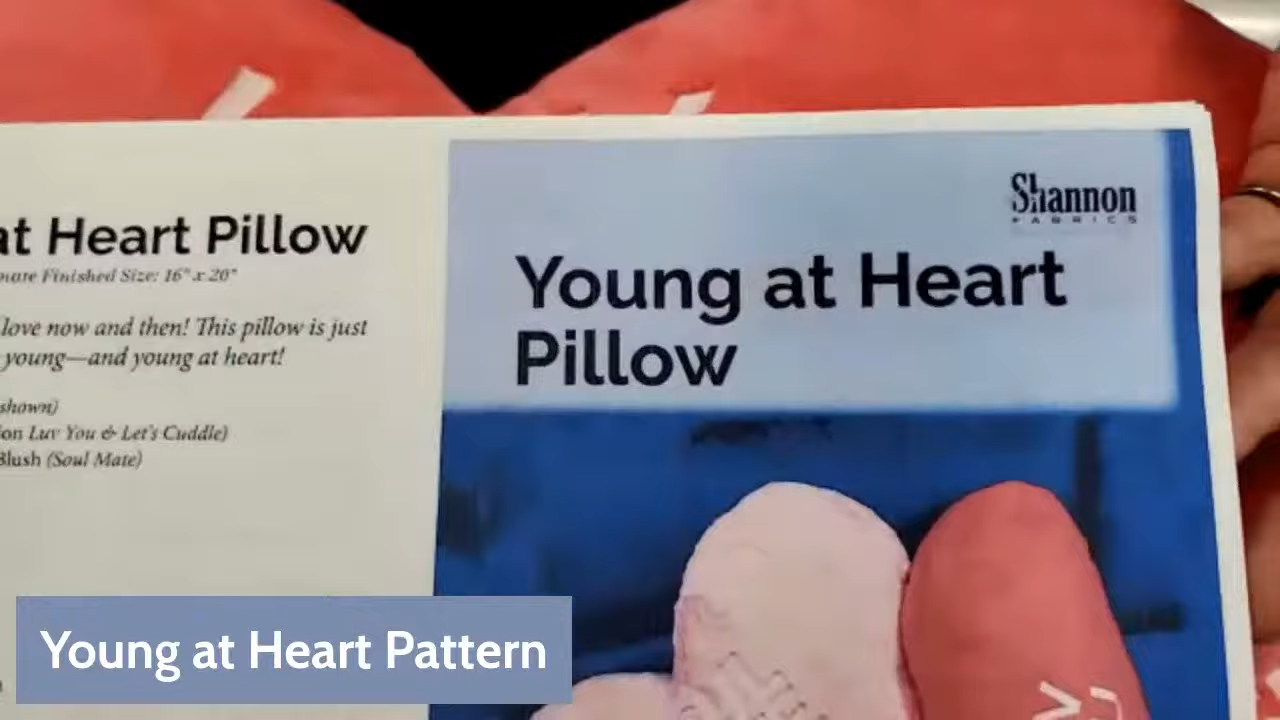 at Heart Pillow
Finished Size: 16" x 20"
love now and then! This pillow is just
young—and young at heart!
shown)
Luv You & Let's Cuddle)
Blush (Soul Mate)
Shannon
FABRICS
Young at Heart
Pillow
Young at Heart Pattern